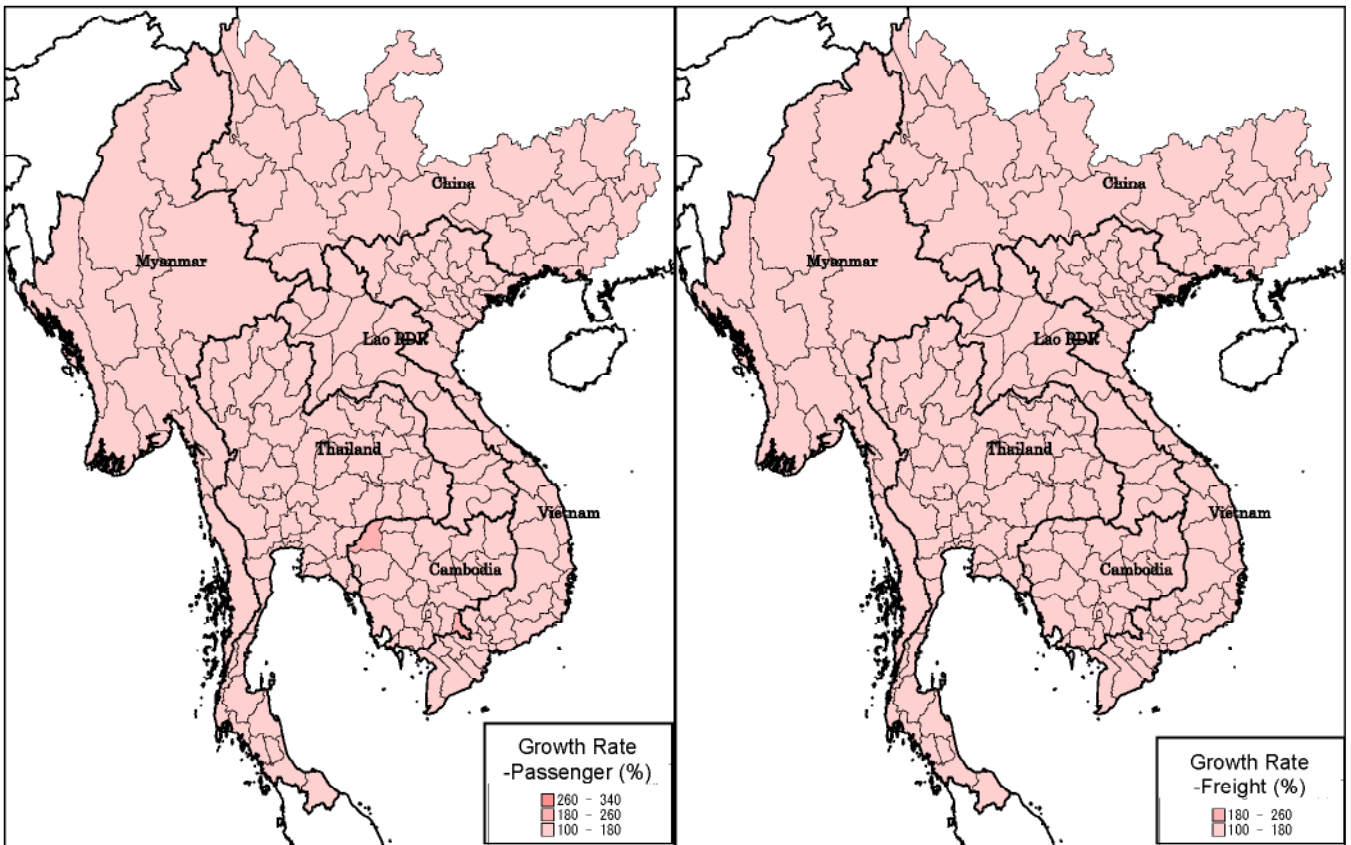 China
Myanmar
Lao PDR
Thailand
Vietnam
Cambodia
Growth Rate
-Passenger (%)
260 - 340
180 - 260
100 - 180
China
Myanmar
Lao PDR
Thailand
Vietnam
Cambodia
Growth Rate
-Freight (%)
180 - 260
100 - 180